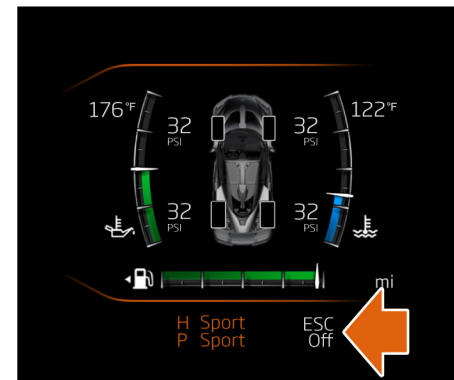 176°F
32
PSI
32
PSI
122°F
32
PSI
32
PSI
mi
H Sport
P Sport
ESC
Off